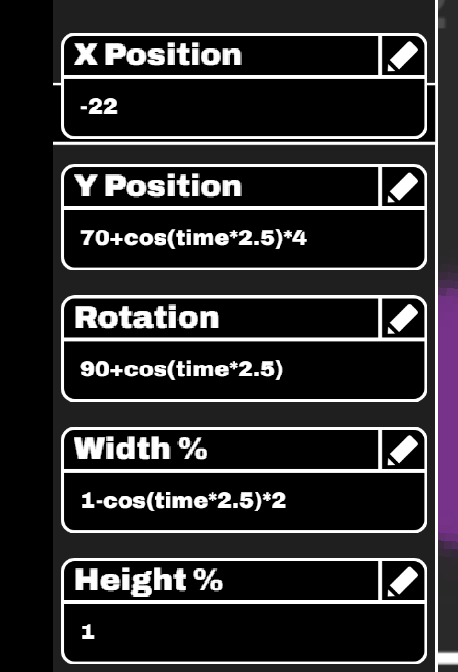 X Position
-22
Y Position
70+cos(time*2.5)*4
Rotation
90+cos(time*2.5)
Width %
1-cos(time*2.5)*2
Height %
1